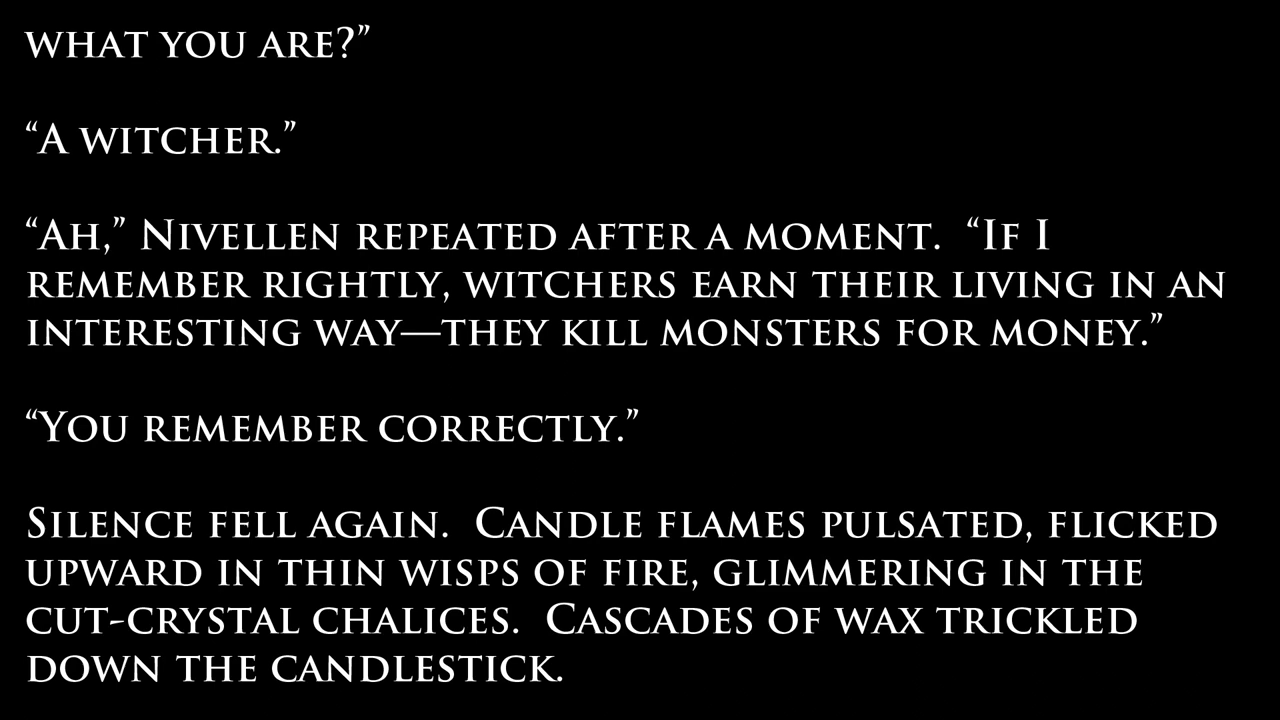 what you are?”
“A witcher.”
“Ah,” Nivellen repeated after a moment.  “If I
remember rightly, witchers earn their living in an
interesting way—they kill monsters for money.”
“You remember correctly.”
Silence fell again.  Candle flames pulsated, flicked
upward in thin wisps of fire, glimmering in the
cut-crystal chalices.  Cascades of wax trickled
down the candlestick.